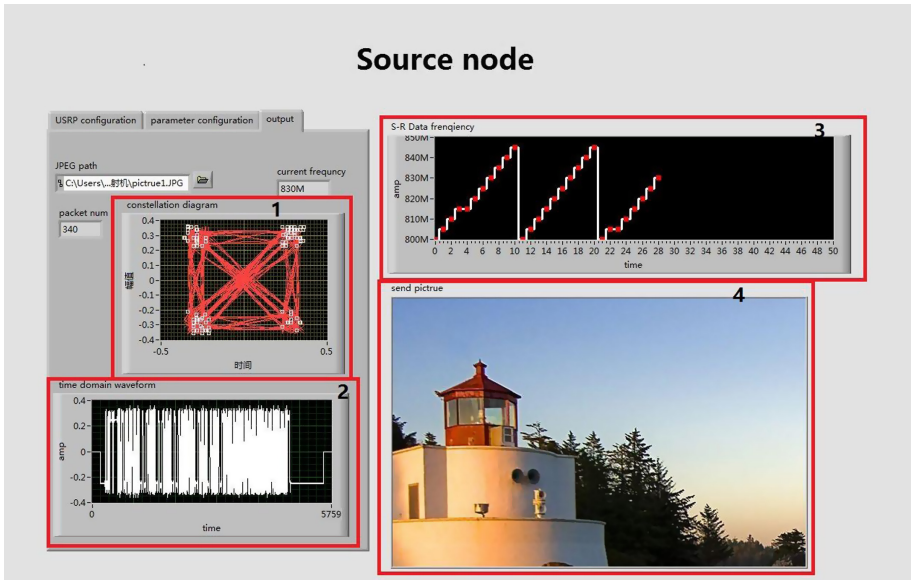 Source node
USRP configuration
parameter configuration
output
JPEG path
C:\Users\...射机\pictrue1.JPG
current frequncy
830M
packet num
340
constellation diagram
1
0.4
0.3
0.2
0.1
0
-0.1
-0.2
-0.3
-0.4
幅值
-0.5
0.5
时间
time domain waveform
2
0.4
0.2
0
-0.2
-0.4
amp
0
5759
time
S-R Data frenqiency
3
850M
840M
830M
820M
810M
800M
amp
0 2 4 6 8 10 12 14 16 18 20 22 24 26 28 30 32 34 36 38 40 42 44 46 48 50
time
send pictrue
4